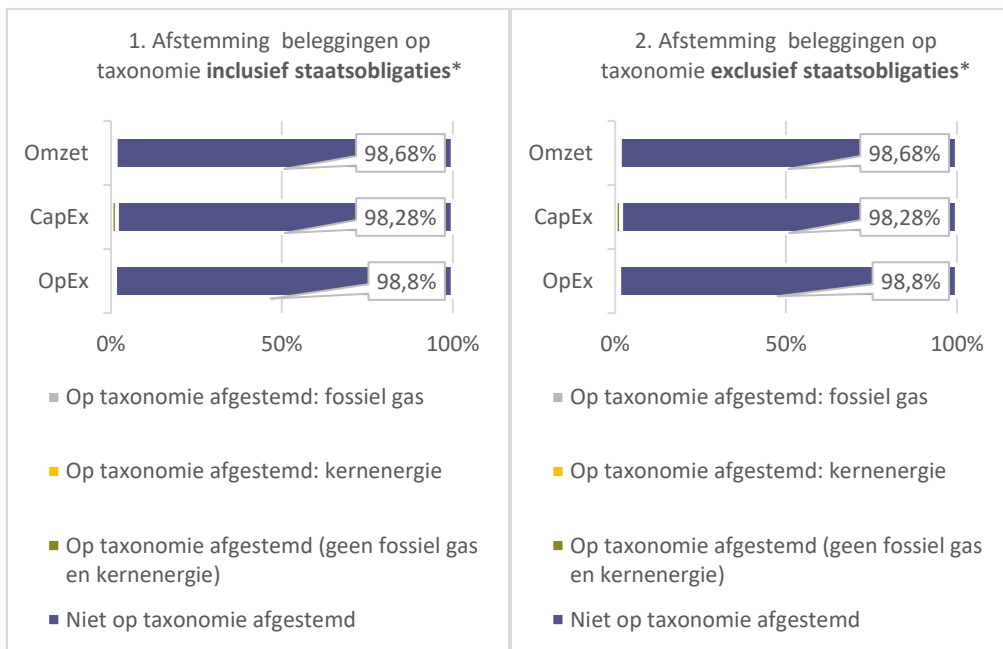 1. Afstemming beleggingen op
taxonomie inclusief staatsobligaties*
Omzet
98,68%
CapEx
98,28%
OpEx
98,8%
0%
50%
100%
Op taxonomie afgestemd: fossiel gas
Op taxonomie afgestemd: kernenergie
Op taxonomie afgestemd (geen fossiel gas
en kernenergie)
Niet op taxonomie afgestemd
2. Afstemming beleggingen op
taxonomie exclusief staatsobligaties*
Omzet
98,68%
CapEx
98,28%
OpEx
98,8%
0%
50%
100%
Op taxonomie afgestemd: fossiel gas
Op taxonomie afgestemd: kernenergie
Op taxonomie afgestemd (geen fossiel gas
en kernenergie)
Niet op taxonomie afgestemd